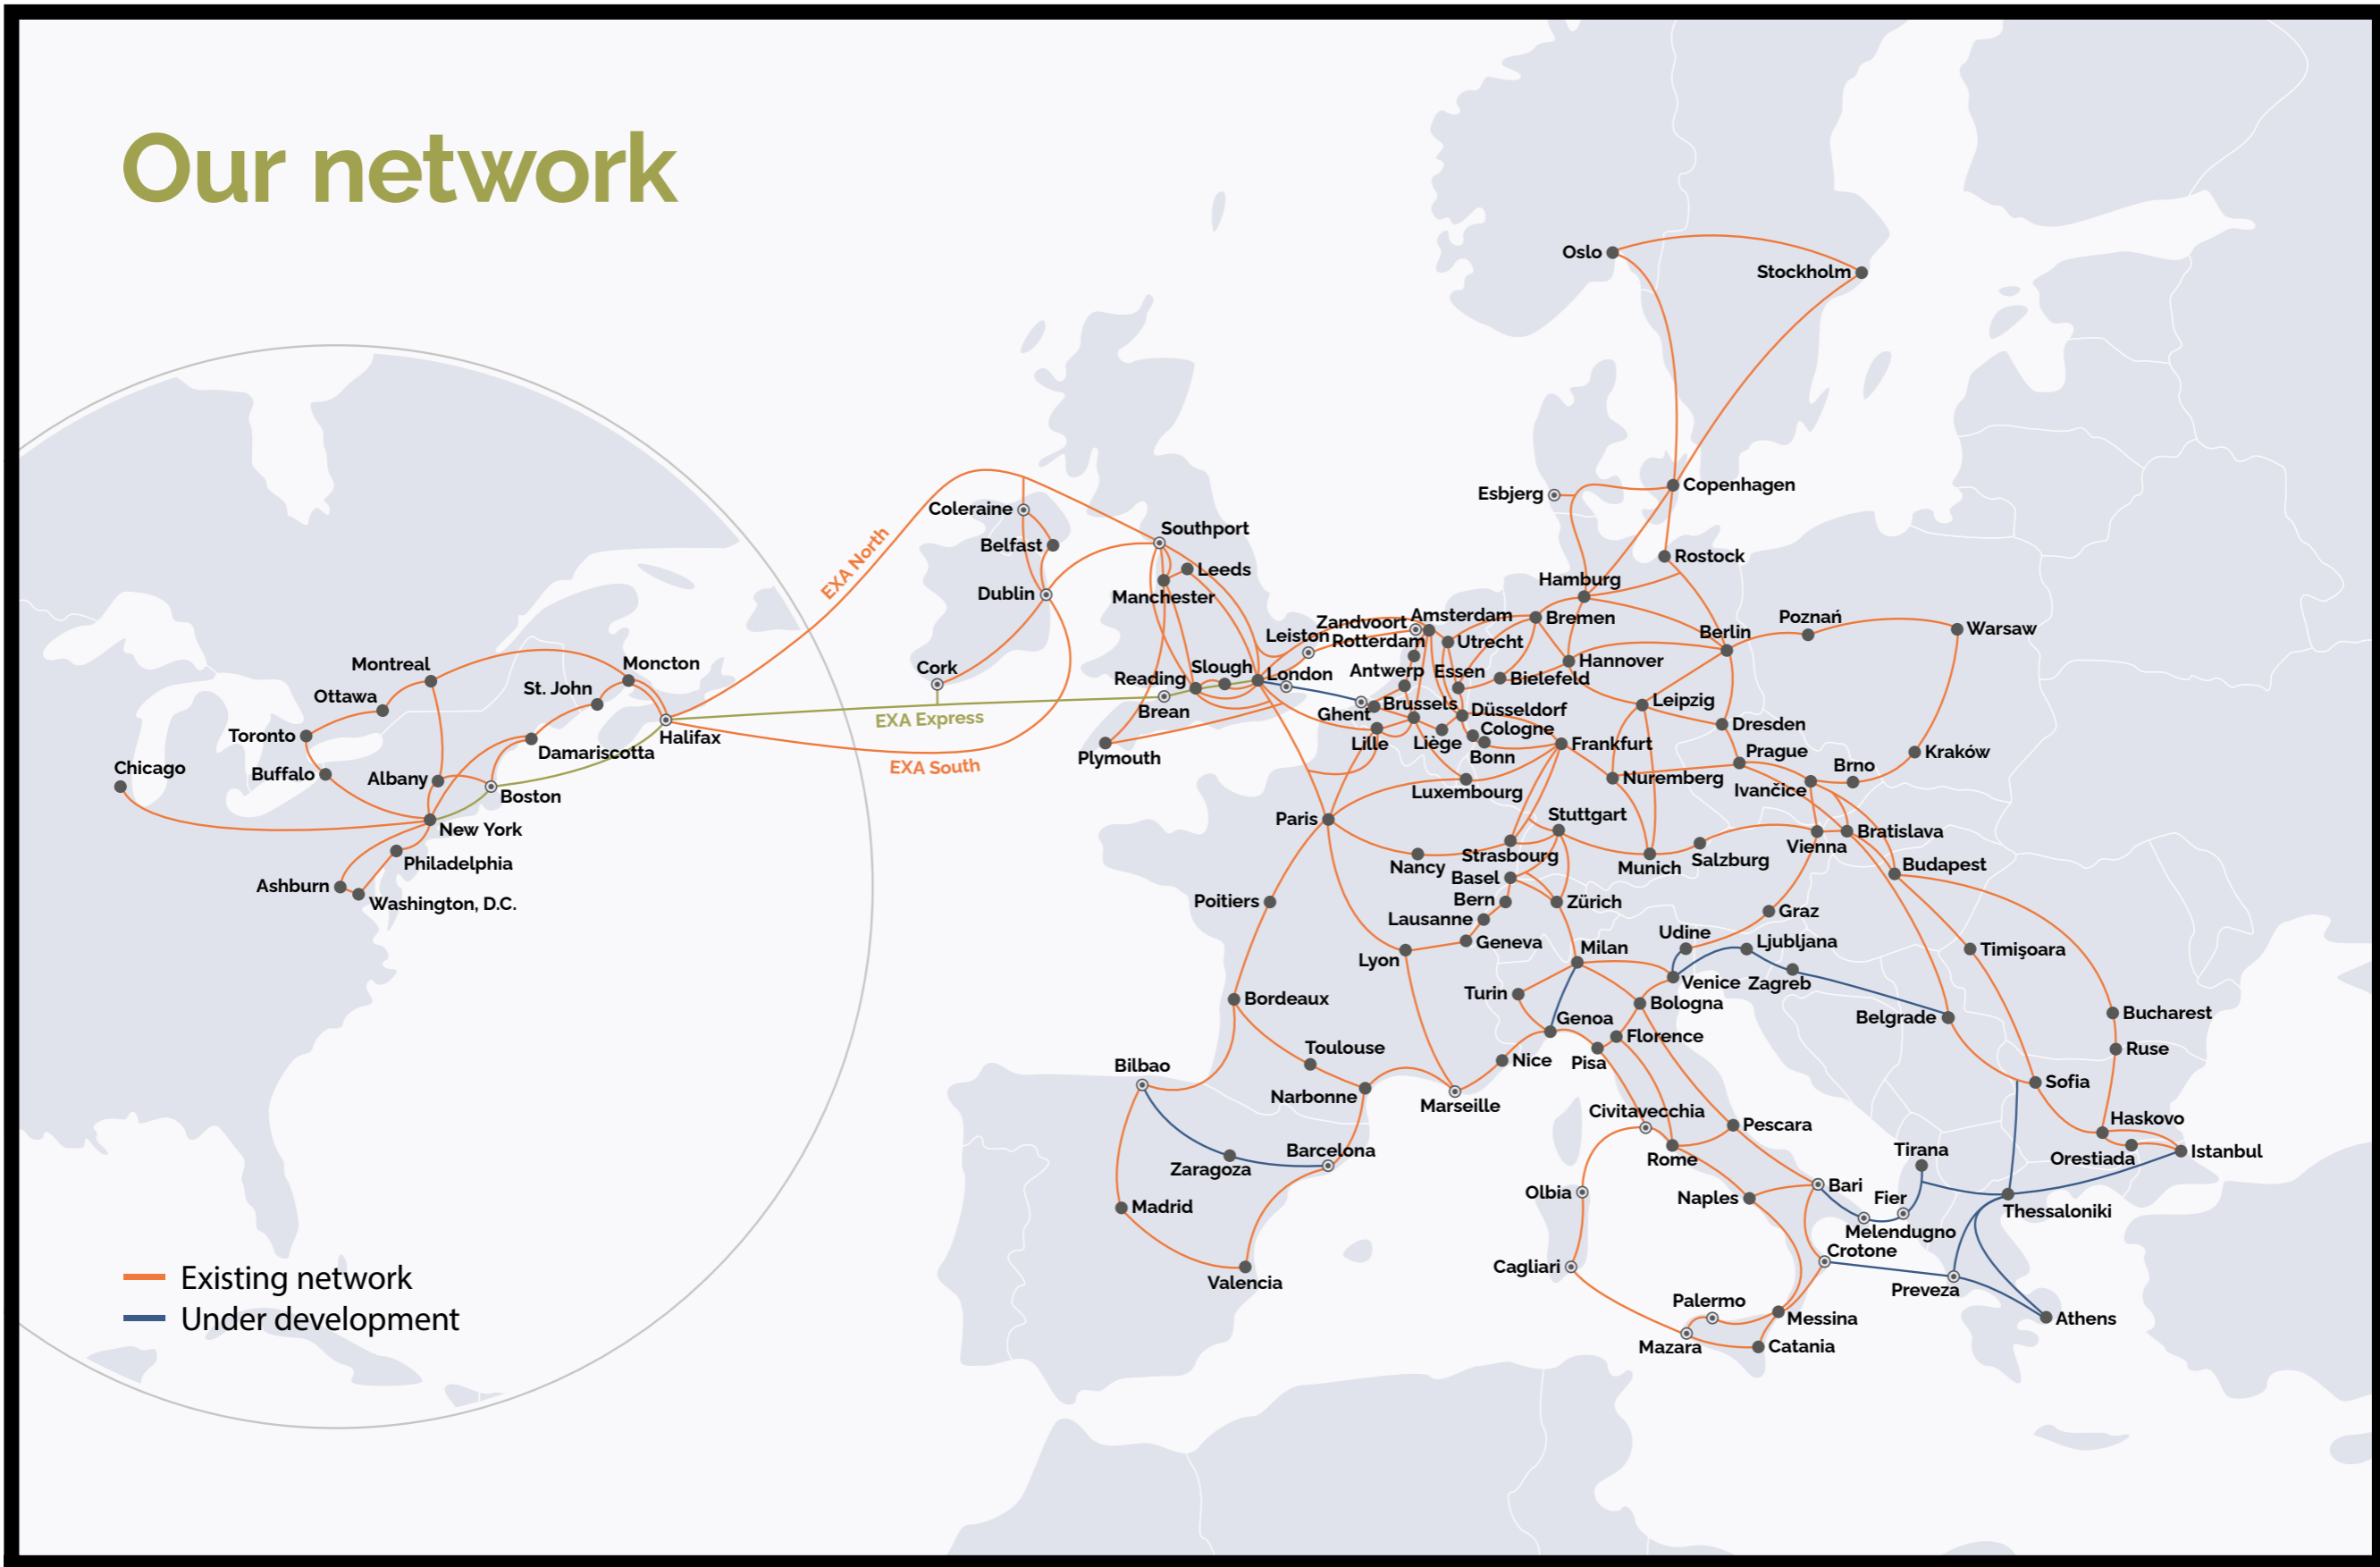 Our network
Oslo
Stockholm
Esbjerg
Copenhagen
Coleraine
EXA North
Southport
Belfast
Rostock
Leeds
Hamburg
Dublin
Manchester
Zandvoort
Amsterdam
Bremen
Poznań
Warsaw
Leiston
Rotterdam
Utrecht
Berlin
Montreal
Moncton
Cork
Slough
London
Antwerp
Essen
Hannover
Reading
Bielefeld
Ottawa
St. John
Brean
Brussels
Leipzig
EXA Express
Ghent
Düsseldorf
Toronto
Halifax
Dresden
Cologne
Damariscotta
Lille
Liège
Frankfurt
Plymouth
Bonn
Prague
Kraków
Chicago
EXA South
Brno
Buffalo
Albany
Nuremberg
Boston
Luxembourg
Ivančice
Stuttgart
Paris
New York
Bratislava
Vienna
Philadelphia
Nancy
Strasbourg
Munich
Salzburg
Budapest
Ashburn
Basel
Washington, D.C.
Poitiers
Bern
Zürich
Lausanne
Graz
Geneva
Udine
Ljubljana
Milan
Timişoara
Lyon
Venice
Zagreb
Turin
Bordeaux
Bologna
Genoa
Belgrade
Bucharest
Florence
Toulouse
Ruse
Bilbao
Nice
Pisa
Sofia
Narbonne
Marseille
Civitavecchia
Pescara
Haskovo
Barcelona
Tirana
Istanbul
Zaragoza
Rome
Orestiada
Olbia
Bari
Madrid
Naples
Fier
Thessaloniki
Melendugno
Crotone
Cagliari
Existing network
Valencia
Preveza
Palermo
Under development
Messina
Athens
Mazara
Catania